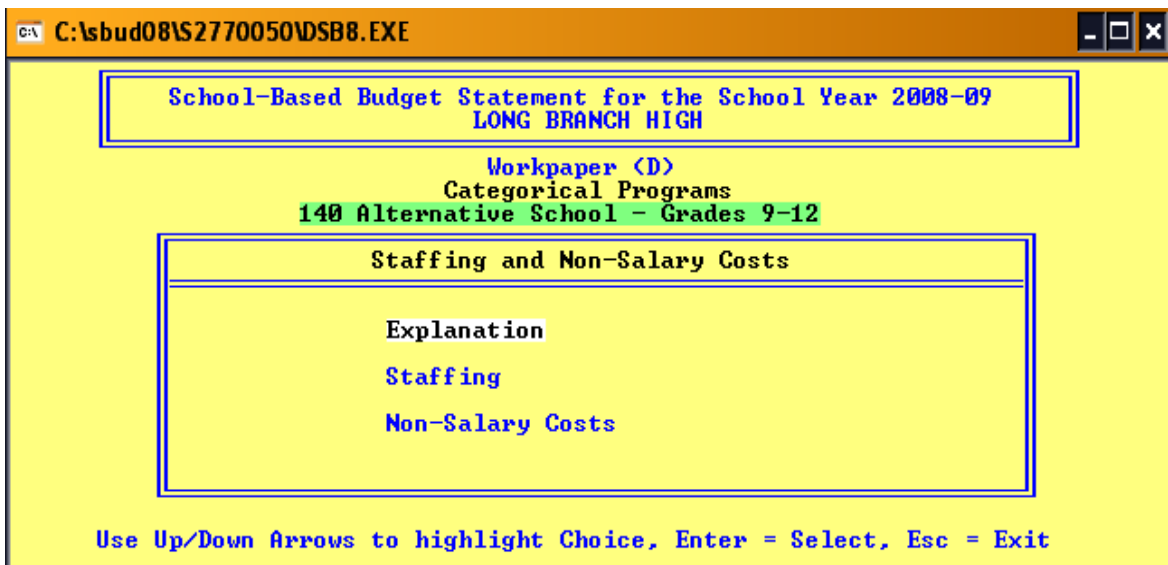 C:\sbud08\S2770050\DSB8.EXE
School-Based Budget Statement for the School Year 2008-09
LONG BRANCH HIGH
Workpaper (D)
Categorical Programs
140 Alternative School - Grades 9-12
Staffing and Non-Salary Costs
Explanation
Staffing
Non-Salary Costs
Use Up/Down Arrows to highlight Choice, Enter = Select, Esc = Exit